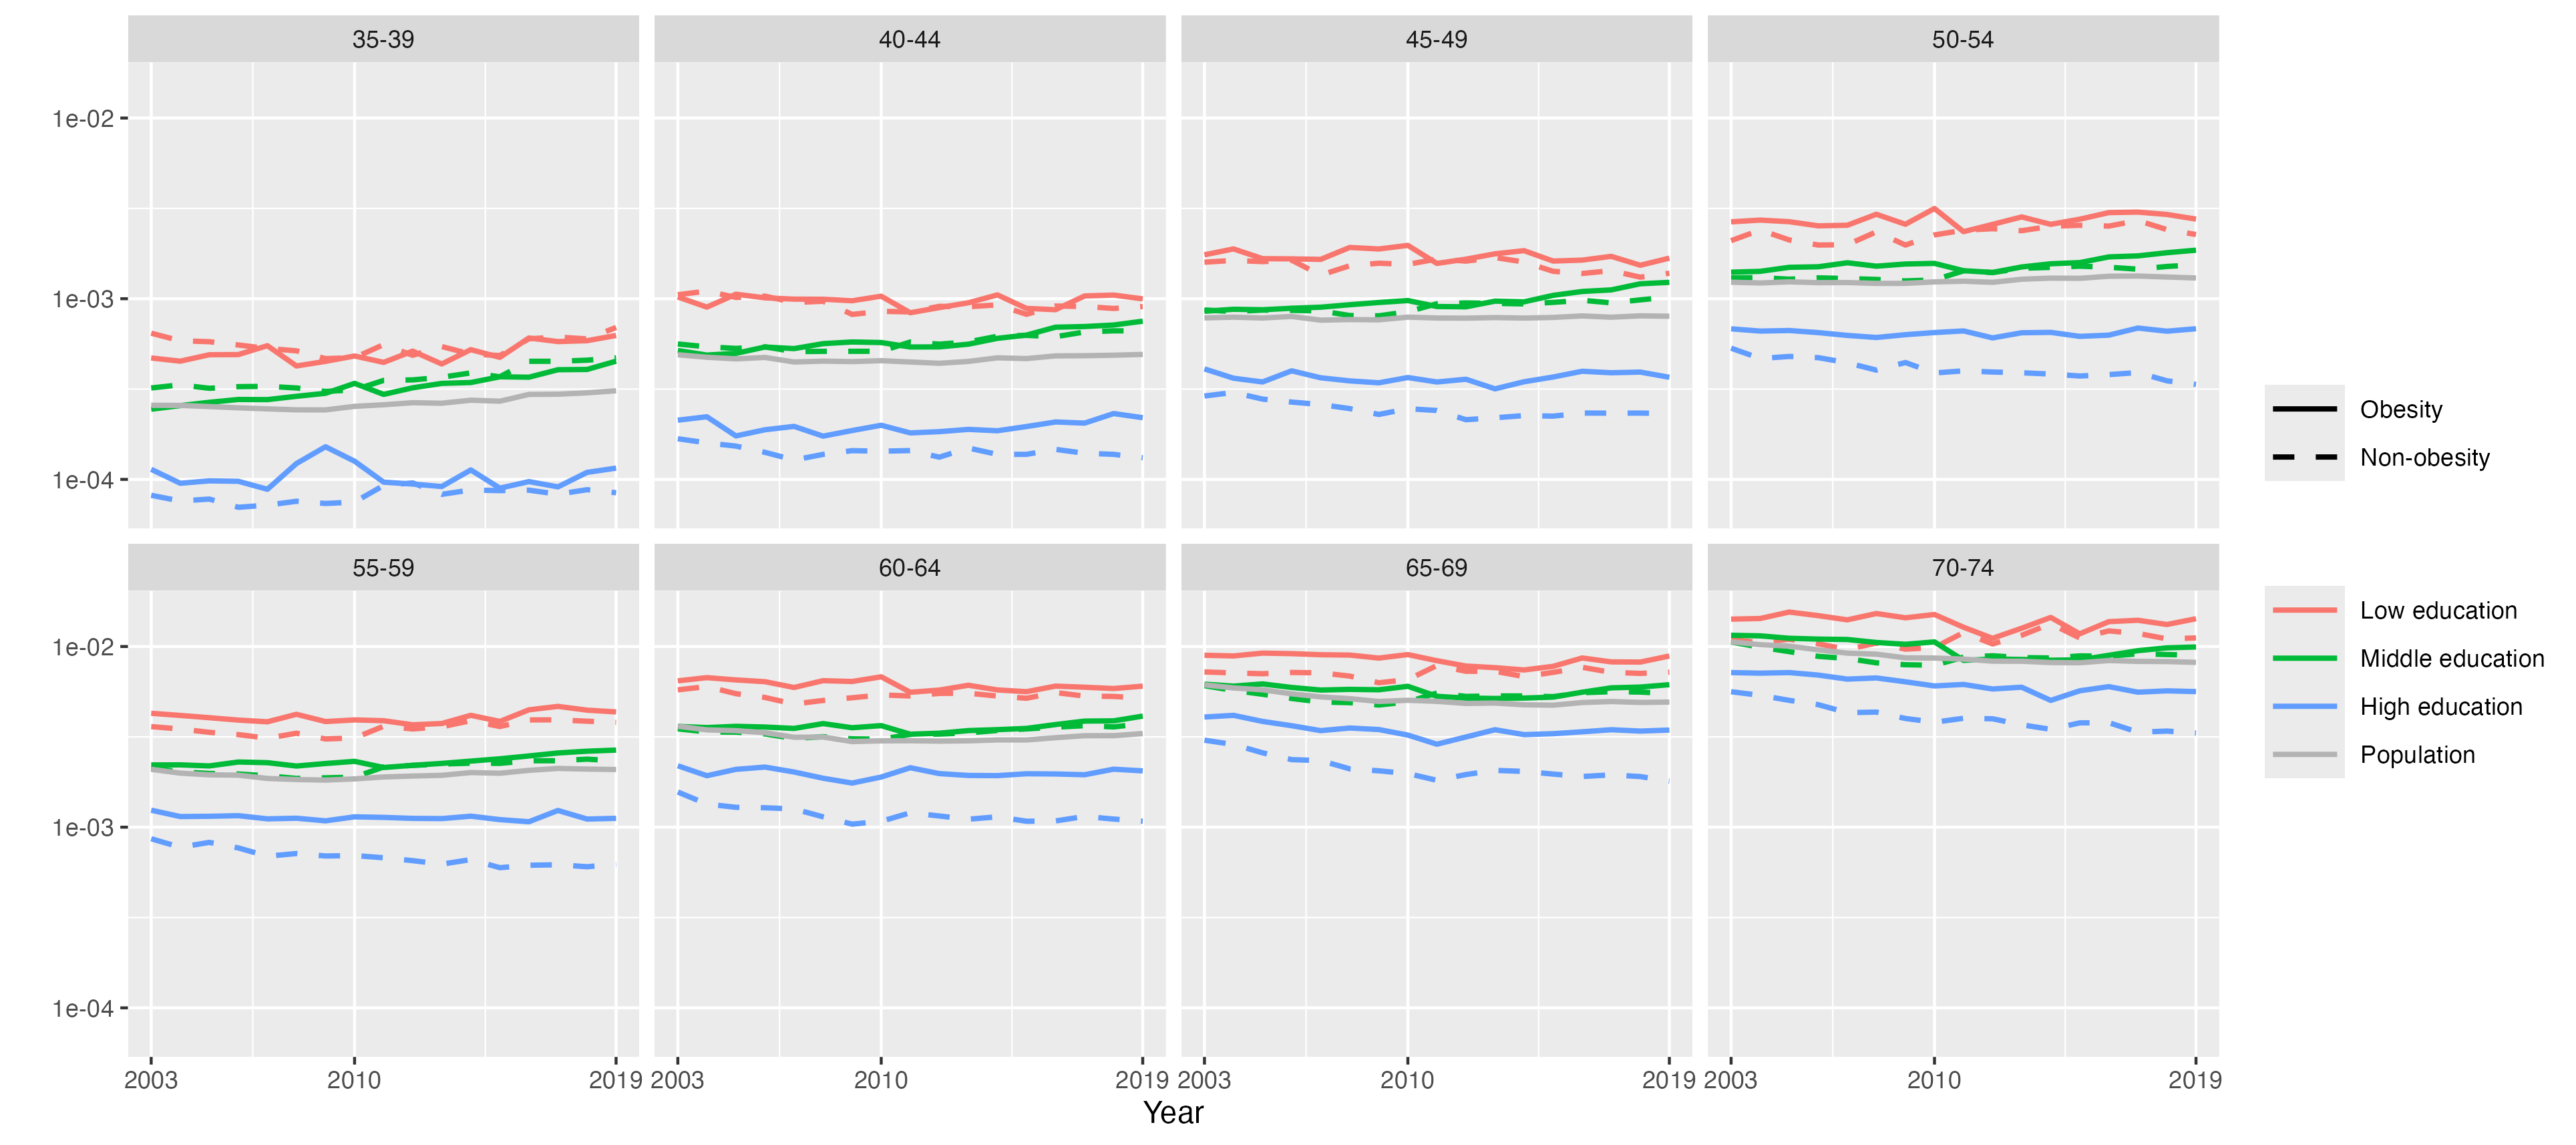 35-39
40-44
45-49
50-54
1e-02
1e-03
1e-04
55-59
60-64
65-69
70-74
1e-02
1e-03
1e-04
2003 2010 2019
2003 2010 2019
2003 2010 2019
2003 2010 2019
Year
Obesity
Non-obesity
Low education
Middle education
High education
Population